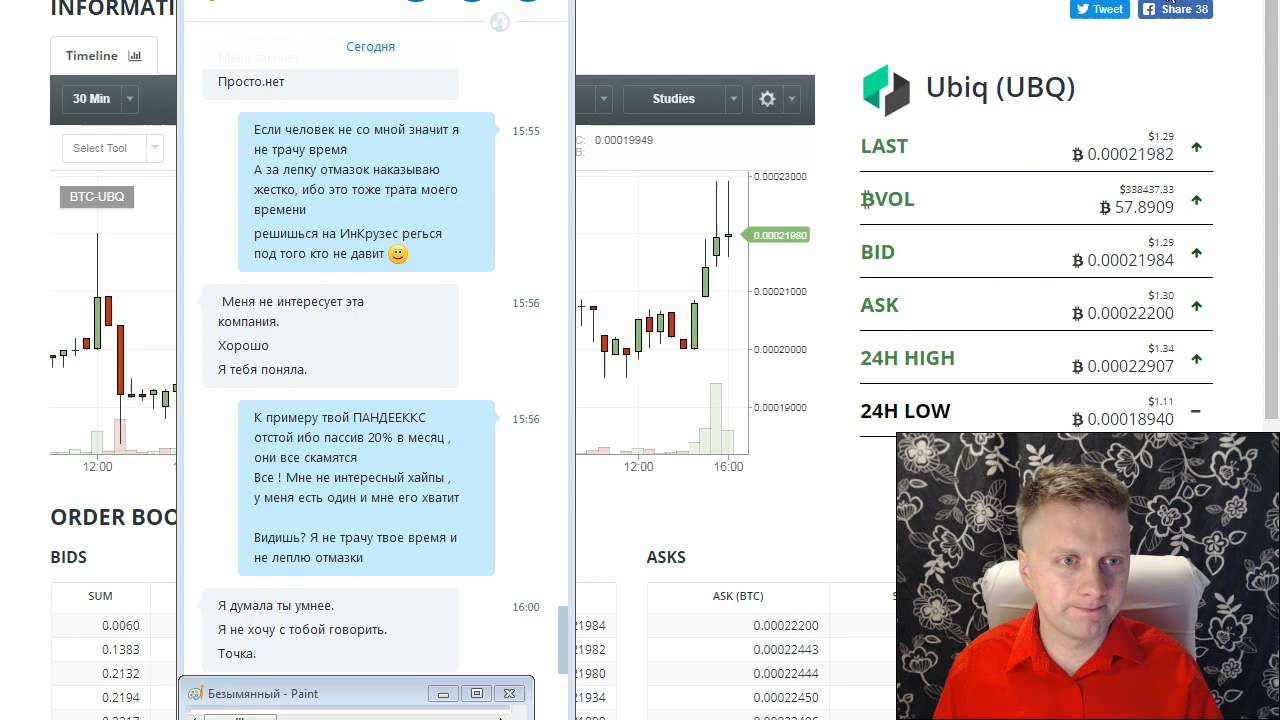 INFORMATI
Timeline
30 Min
Select Tool
BTC-UBQ
12:00
ORDER BOO
BIDS
SUM
0.0060
0.1383
0.2132
0.2194
Сегодня
Просто.нет
Если человек не со мной значит я
не трачу время
А за лепку отмазок наказываю
жестко, ибо это тоже трата моего
времени
решишься на ИнКрузес регься
под того кто не давит
15:55
Меня не интересует эта
компания.
Хорошо
Я тебя поняла.
15:56
К примеру твой ПАНДЕЕККС
отстой ибо пассив 20% в месяц ,
они все скамятся
Все ! Мне не интересный хайпы ,
у меня есть один и мне его хватит
Видишь? Я не трачу твое время и
не леплю отмазки
15:56
Я думала ты умнее.
Я не хочу с тобой говорить.
Точка.
16:00
Безымянный - Paint
Studies
C: 0.00019949
B:
0.00023000
0.00021980
0.00021000
0.00020000
0.00019000
12:00 16:00
1984
1982
21974
21934
ASKS
ASK (BTC)
S
0.00022200
0.00022443
0.00022444
0.00022450
Tweet
Share 38
Ubiq (UBQ)
LAST
$1.29
0.00021982
VOL
$338437.33
57.8909
BID
$1.29
0.00021984
ASK
$1.30
0.00022200
24H HIGH
$1.34
0.00022907
24H LOW
$1.11
0.00018940